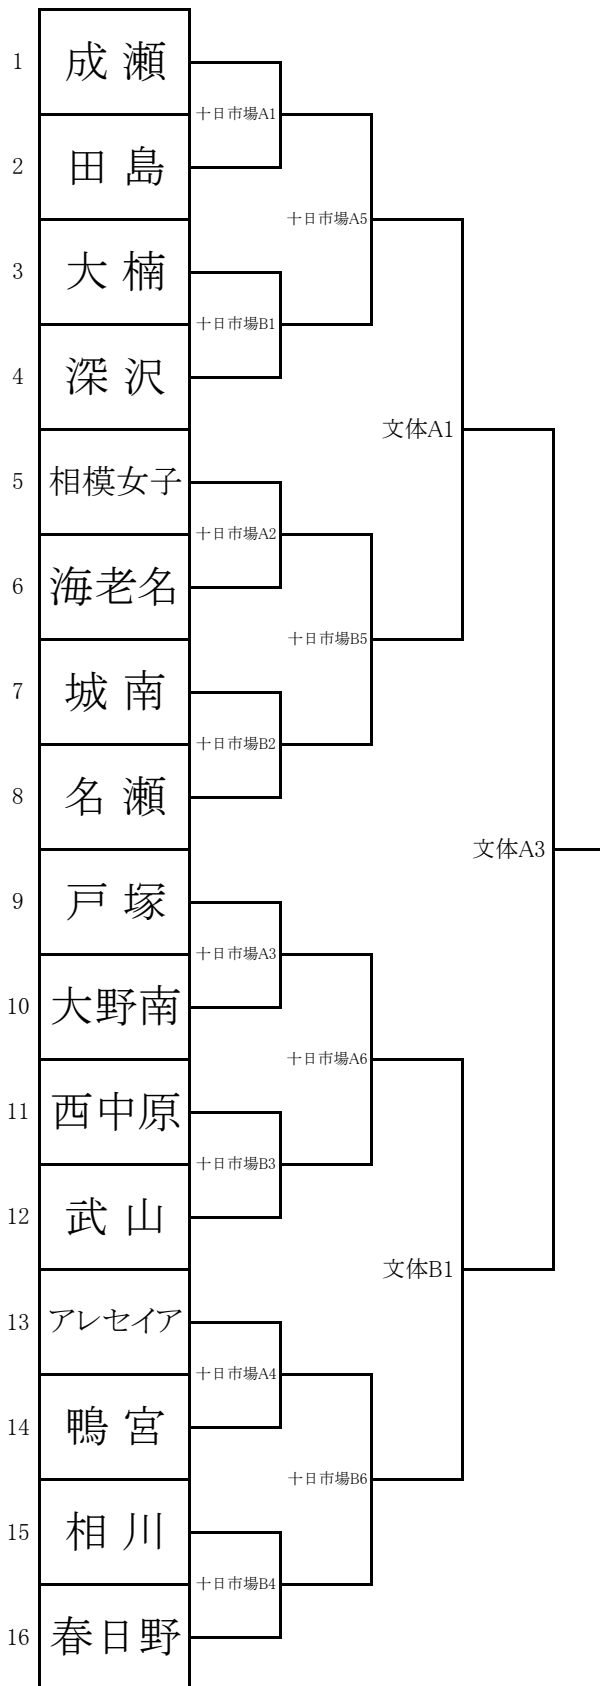 1 成瀬
十日市場A1
2 田島
十日市場A5
3 大楠
十日市場B1
4 深沢
文体A1
5 相模女子
十日市場A2
6 海老名
十日市場B5
7 城南
十日市場B2
8 名瀬
文体A3
9 戸塚
十日市場A3
10 大野南
十日市場A6
11 西中原
十日市場B3
12 武山
文体B1
13 アレセイア
十日市場A4
14 鴨宮
十日市場B6
15 相川
十日市場B4
16 春日野